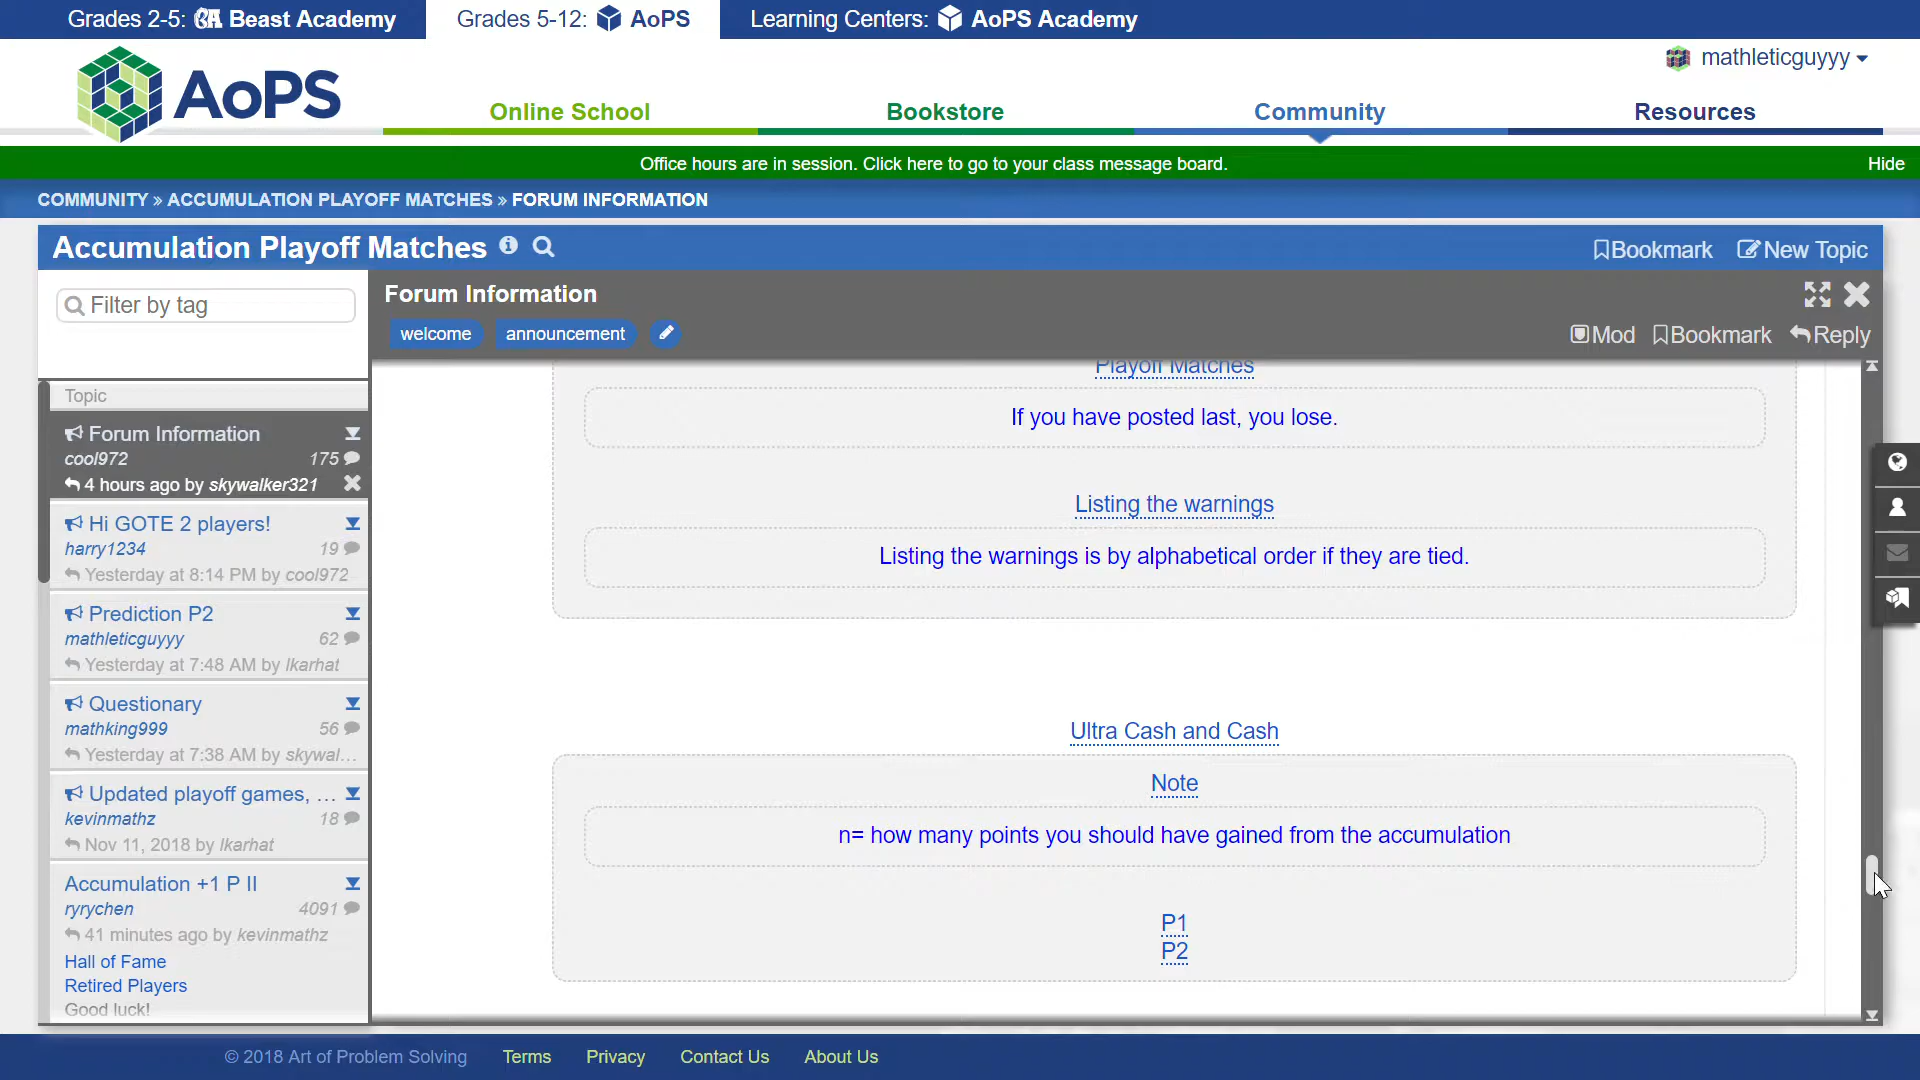 Grades 2-5: BA Beast Academy
Grades 5-12: AoPS
Learning Centers: AoPS Academy
mathleticguyyy
AoPS
Online School
Bookstore
Community
Resources
Office hours are in session. Click here to go to your class message board.
Hide
COMMUNITY » ACCUMULATION PLAYOFF MATCHES » FORUM INFORMATION
Accumulation Playoff Matches
Bookmark
New Topic
Filter by tag
Forum Information
welcome
announcement
Mod
Bookmark
Reply
Topic
Forum Information
cool972
175
4 hours ago by skywalker321
Hi GOTE 2 players!
harry1234
19
Yesterday at 8:14 PM by cool972
Prediction P2
mathleticguyyy
62
Yesterday at 7:48 AM by lkarhat
Questionary
mathking999
56
Yesterday at 7:38 AM by skywal...
Updated playoff games, ...
kevinmathz
18
Nov 11, 2018 by lkarhat
Accumulation +1 P II
ryrychen
4091
41 minutes ago by kevinmathz
Hall of Fame
Retired Players
Good luck!
Playoff Matches
If you have posted last, you lose.
Listing the warnings
Listing the warnings is by alphabetical order if they are tied.
Ultra Cash and Cash
Note
n= how many points you should have gained from the accumulation
P1
P2
© 2018 Art of Problem Solving
Terms
Privacy
Contact Us
About Us